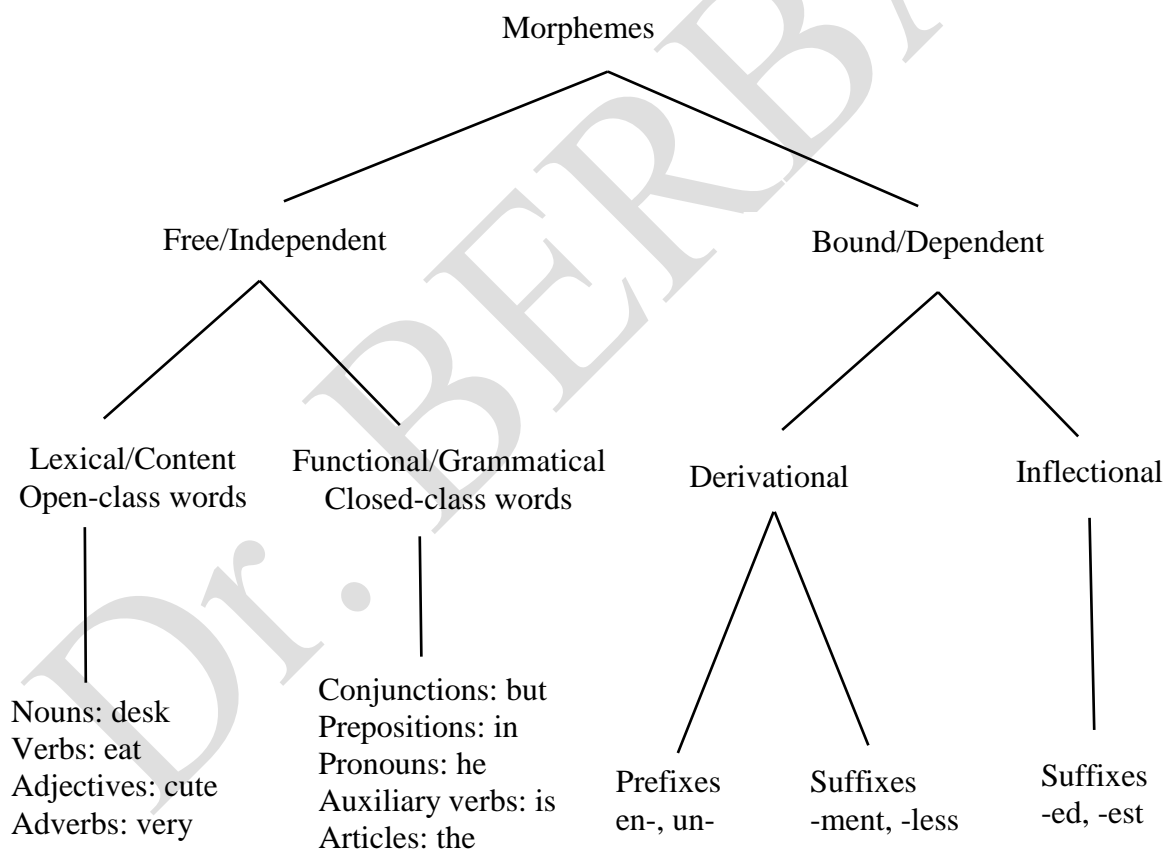 Morphemes
Free/Independent
Bound/Dependent
Lexical/Content
Open-class words
Functional/Grammatical
Closed-class words
Derivational
Inflectional
Nouns: desk
Verbs: eat
Adjectives: cute
Adverbs: very
Conjunctions: but
Prepositions: in
Pronouns: he
Auxiliary verbs: is
Articles: the
Prefixes
en-, un-
Suffixes
-ment, -less
Suffixes
-ed, -est
Dr. BERBA